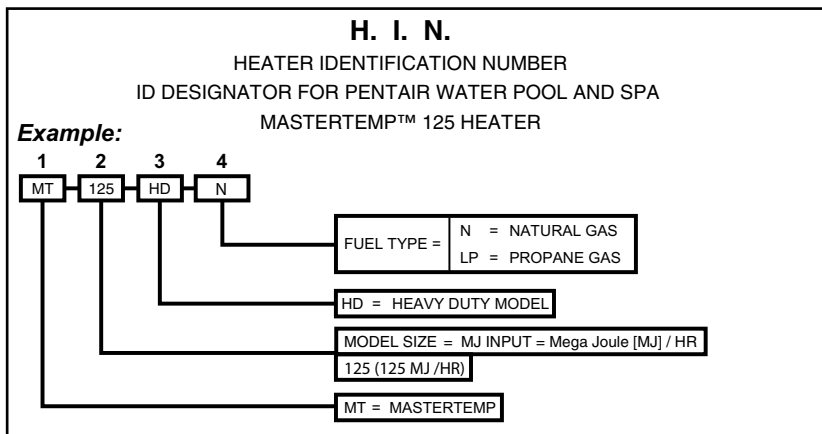 H. I. N.
HEATER IDENTIFICATION NUMBER
ID DESIGNATOR FOR PENTAIR WATER POOL AND SPA
MASTERTEMP™ 125 HEATER
Example:
1 2 3 4
MT 125 HD N
FUEL TYPE = N = NATURAL GAS
LP = PROPANE GAS
HD = HEAVY DUTY MODEL
MODEL SIZE = MJ INPUT = Mega Joule [MJ] / HR
125 (125 MJ /HR)
MT = MASTERTEMP